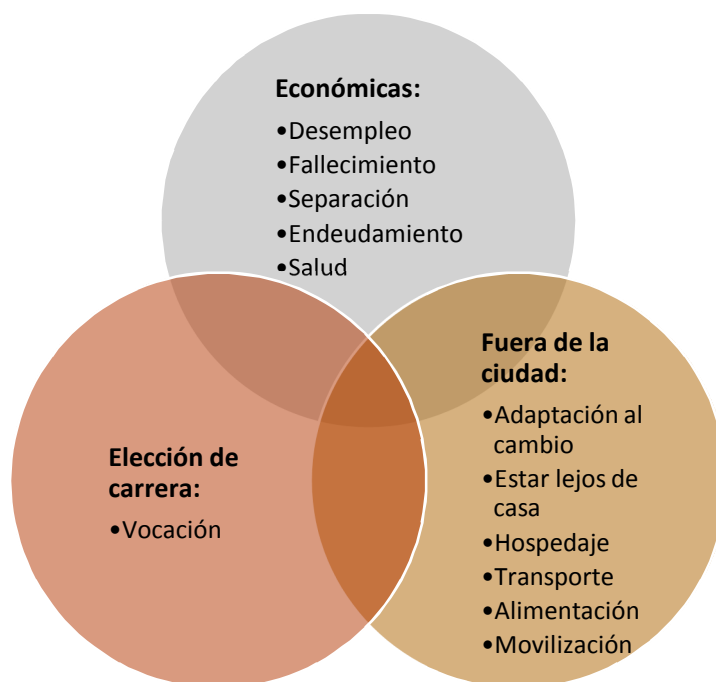 Económicas:
•Desempleo
•Fallecimiento
•Separación
•Endeudamiento
•Salud
Elección de
carrera:
•Vocación
Fuera de la
ciudad:
•Adaptación al
cambio
•Estar lejos de
casa
•Hospedaje
•Transporte
•Alimentación
•Movilización